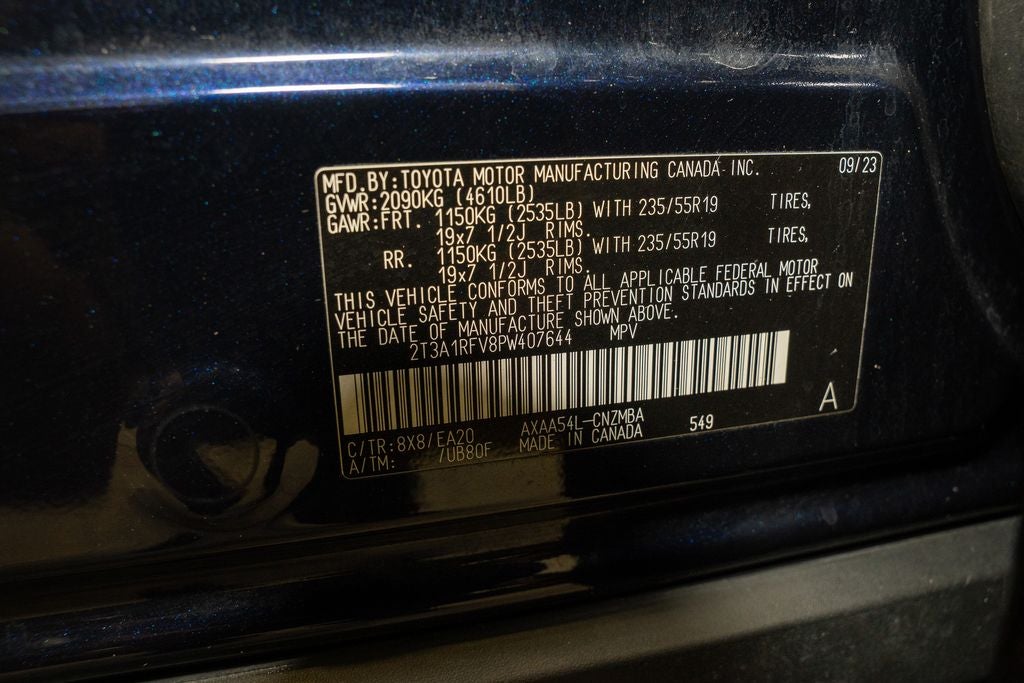 MFD.BY:TOYOTA MOTOR MANUFACTURING CANADA INC. 09/23
GVWR:2090KG (4610LB)
GAWR:FRT. 1150KG (2535LB) WITH 235/55R19 TIRES,
19x7 1/2J RIMS.
RR. 1150KG (2535LB) WITH 235/55R19 TIRES,
19x7 1/2J RIMS.
THIS VEHICLE CONFORMS TO ALL APPLICABLE FEDERAL MOTOR
VEHICLE SAFETY AND THEFT PREVENTION STANDARDS IN EFFECT ON
THE DATE OF MANUFACTURE SHOWN ABOVE.
2T3A1RFV8PW407644 MPV
C/TR:8X8/EA20 AXAA54L-CNZMBA 549 A
A/TM: /UB80F MADE IN CANADA